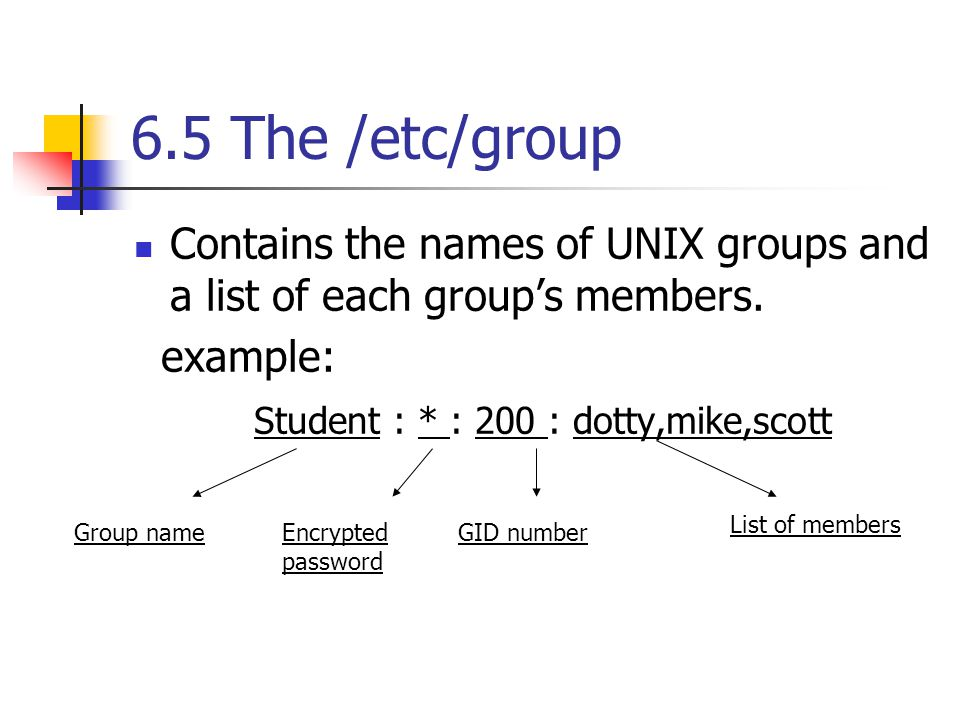 6.5 The /etc/group
Contains the names of UNIX groups and
a list of each group’s members.
example:
Student : * : 200 : dotty,mike,scott
Group name
Encrypted
password
GID number
List of members